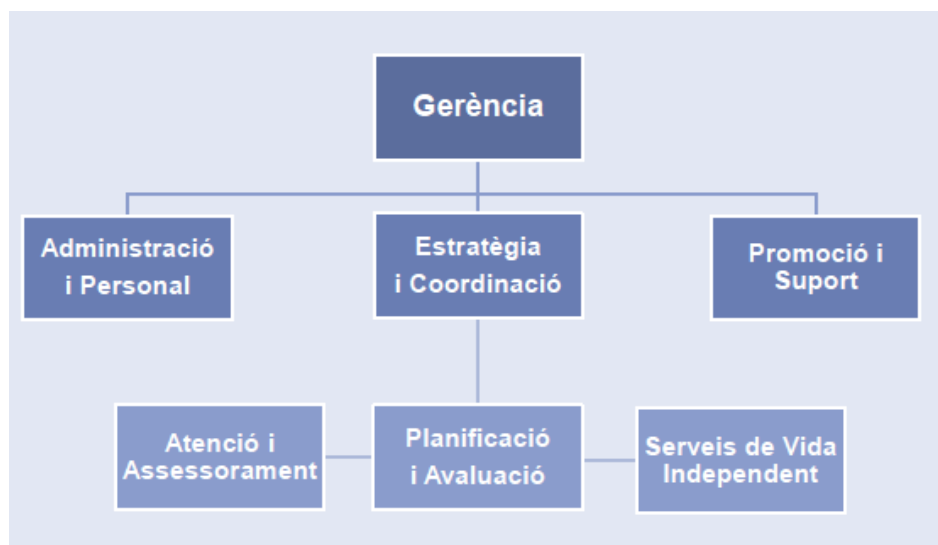 Gerència
Administració
i Personal
Estratègia
i Coordinació
Promoció i
Suport
Atenció i
Assessorament
Planificació
i Avaluació
Serveis de Vida
Independent